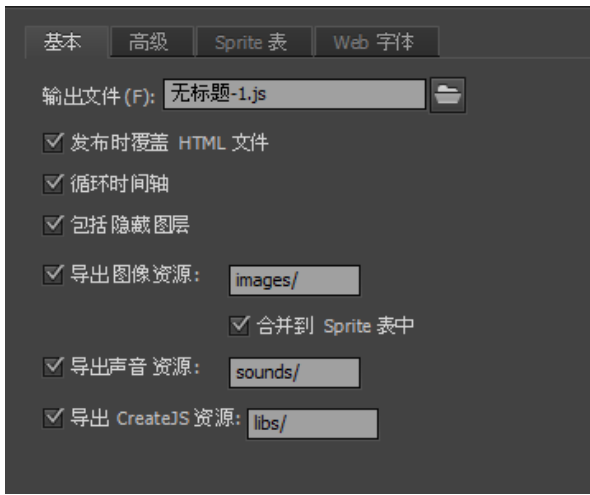 基本 高级 Sprite 表 Web 字体
输出文件(F): 无标题-1.js
发布时覆盖 HTML 文件
循环时间轴
包括隐藏图层
导出图像资源: images/
合并到 Sprite 表中
导出声音资源: sounds/
导出 CreateJS 资源: libs/